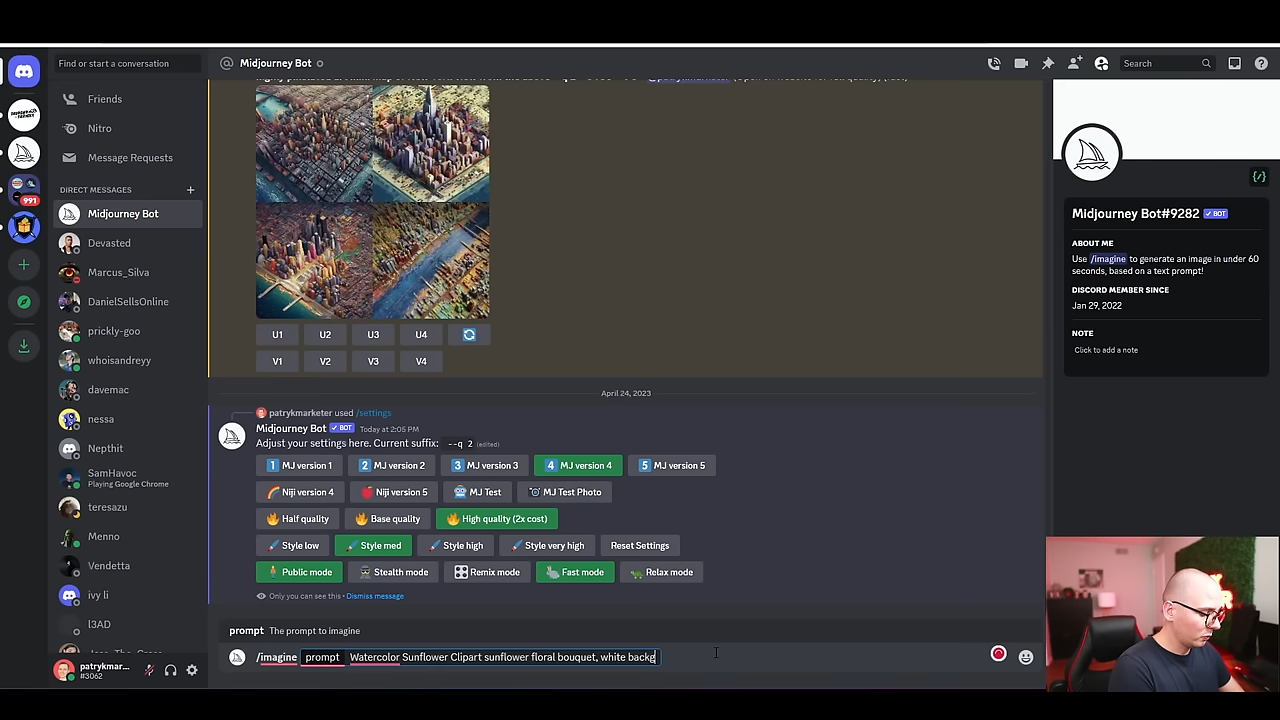 Find or start a conversation
Midjourney Bot
Search
Friends
Nitro
Message Requests
DIRECT MESSAGES
991
Midjourney Bot
Devasted
Marcus_Silva
DanielSellsOnline
prickly-goo
whoisandreyy
davemac
nessa
Nepthit
SamHavoc
Playing Google Chrome
teresazu
Menno
Vendetta
ivy li
l3AD
patrykmar...
#3062
U1 U2 U3 U4
V1 V2 V3 V4
April 24, 2023
patrykmarketer used /settings
Midjourney Bot BOT Today at 2:05 PM
Adjust your settings here. Current suffix: --q 2 (edited)
1 MJ version 1 2 MJ version 2 3 MJ version 3 4 MJ version 4 5 MJ version 5
Niji version 4 Niji version 5 MJ Test MJ Test Photo
Half quality Base quality High quality (2x cost)
Style low Style med Style high Style very high Reset Settings
Public mode Stealth mode Remix mode Fast mode Relax mode
Only you can see this • Dismiss message
prompt The prompt to imagine
/imagine prompt Watercolor Sunflower Clipart sunflower floral bouquet, white backg
Midjourney Bot#9282 BOT
ABOUT ME
Use /imagine to generate an image in under 60
seconds, based on a text prompt!
DISCORD MEMBER SINCE
Jan 29, 2022
NOTE
Click to add a note